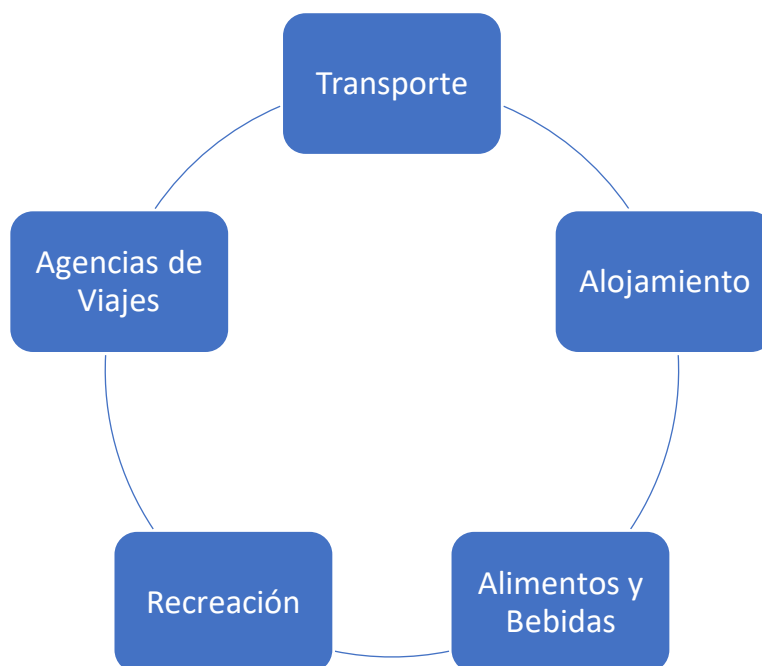 Transporte
Alojamiento
Alimentos y
Bebidas
Recreación
Agencias de
Viajes